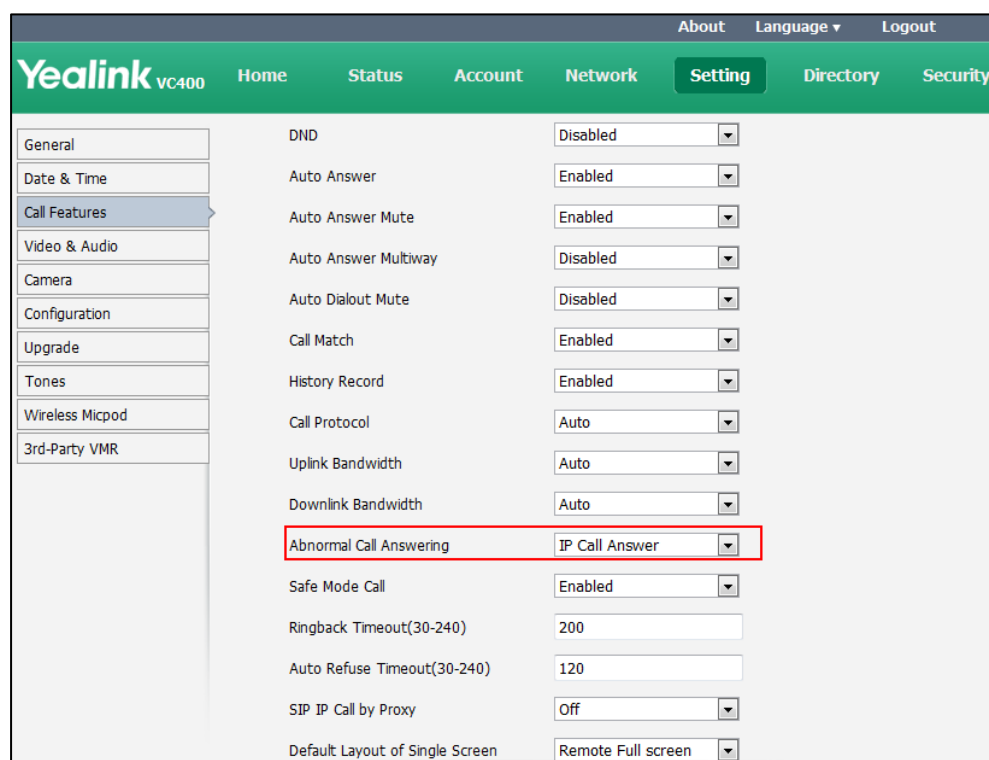 About Language ▾ Logout
Yealink VC400 Home Status Account Network Setting Directory Security
General
Date & Time
Call Features
Video & Audio
Camera
Configuration
Upgrade
Tones
Wireless Micpod
3rd-Party VMR
DND Disabled
Auto Answer Enabled
Auto Answer Mute Enabled
Auto Answer Multiway Disabled
Auto Dialout Mute Disabled
Call Match Enabled
History Record Enabled
Call Protocol Auto
Uplink Bandwidth Auto
Downlink Bandwidth Auto
Abnormal Call Answering IP Call Answer
Safe Mode Call Enabled
Ringback Timeout(30-240) 200
Auto Refuse Timeout(30-240) 120
SIP IP Call by Proxy Off
Default Layout of Single Screen Remote Full screen